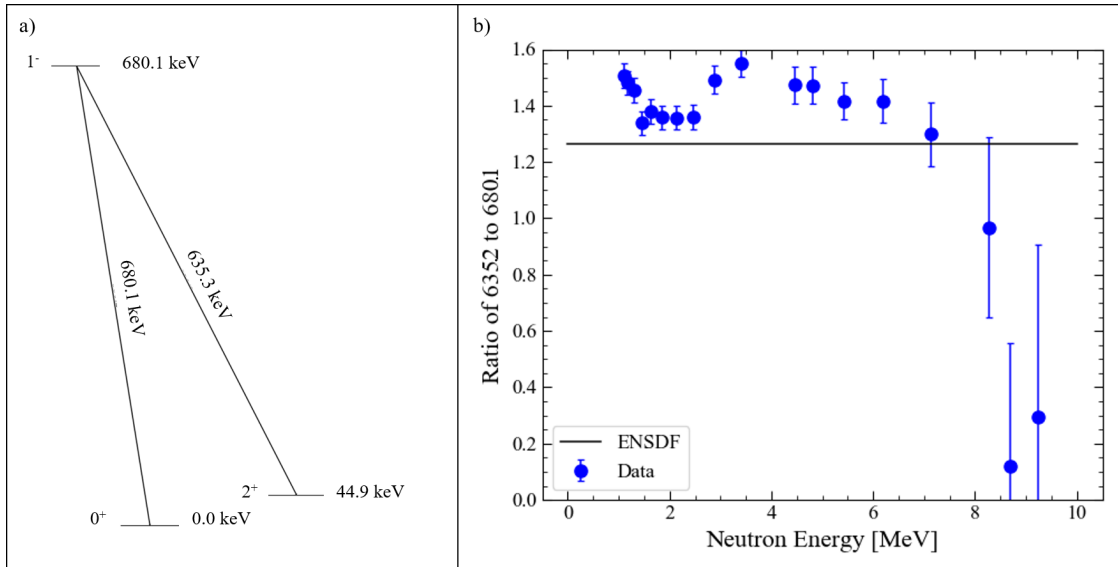 a)
1-
680.1 keV
680.1 keV
635.3 keV
2+
44.9 keV
0+
0.0 keV
b)
1.6
1.4
1.2
1.0
0.8
0.6
0.4
0.2
0.0
Ratio of 6352 to 680.1
ENSDF
Data
0
2
4
6
8
10
Neutron Energy [MeV]